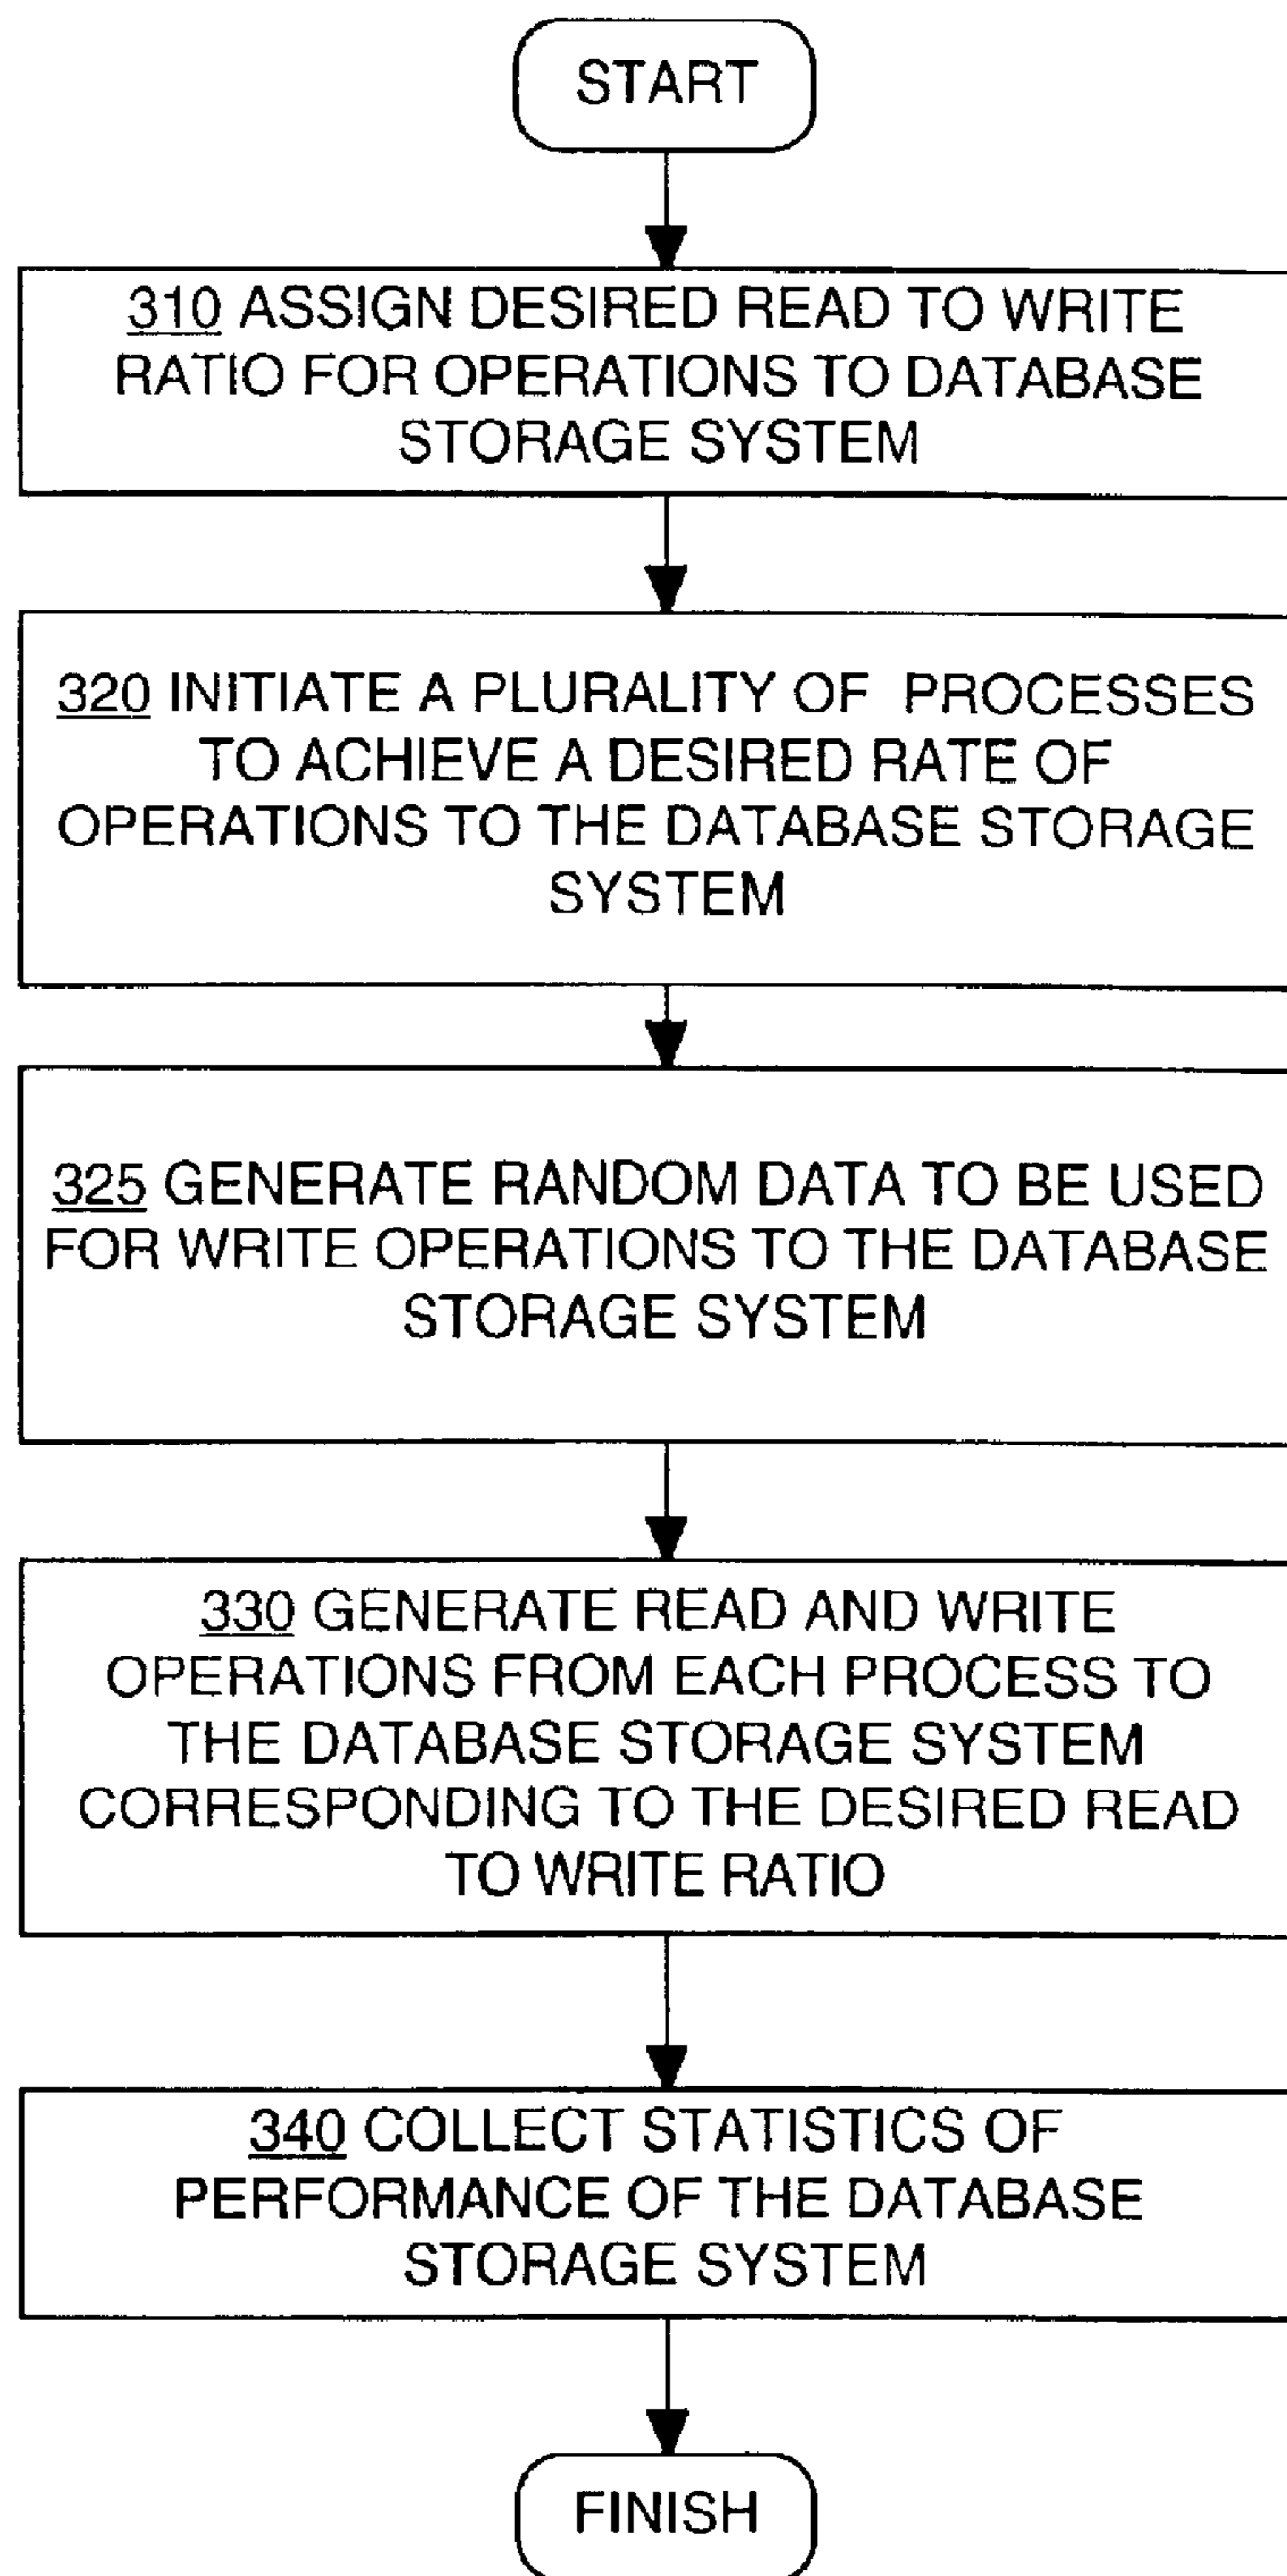 START
310 ASSIGN DESIRED READ TO WRITE
RATIO FOR OPERATIONS TO DATABASE
STORAGE SYSTEM
320 INITIATE A PLURALITY OF PROCESSES
TO ACHIEVE A DESIRED RATE OF
OPERATIONS TO THE DATABASE STORAGE
SYSTEM
325 GENERATE RANDOM DATA TO BE USED
FOR WRITE OPERATIONS TO THE DATABASE
STORAGE SYSTEM
330 GENERATE READ AND WRITE
OPERATIONS FROM EACH PROCESS TO
THE DATABASE STORAGE SYSTEM
CORRESPONDING TO THE DESIRED READ
TO WRITE RATIO
340 COLLECT STATISTICS OF
PERFORMANCE OF THE DATABASE
STORAGE SYSTEM
FINISH